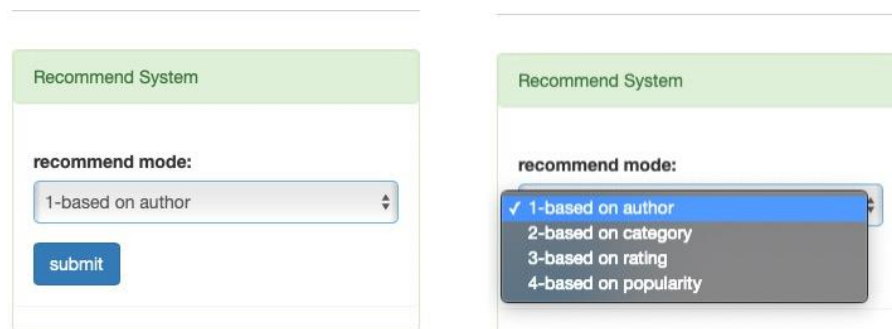 Recommend System
recommend mode:
1-based on author
submit
Recommend System
recommend mode:
✓ 1-based on author
2-based on category
3-based on rating
4-based on popularity